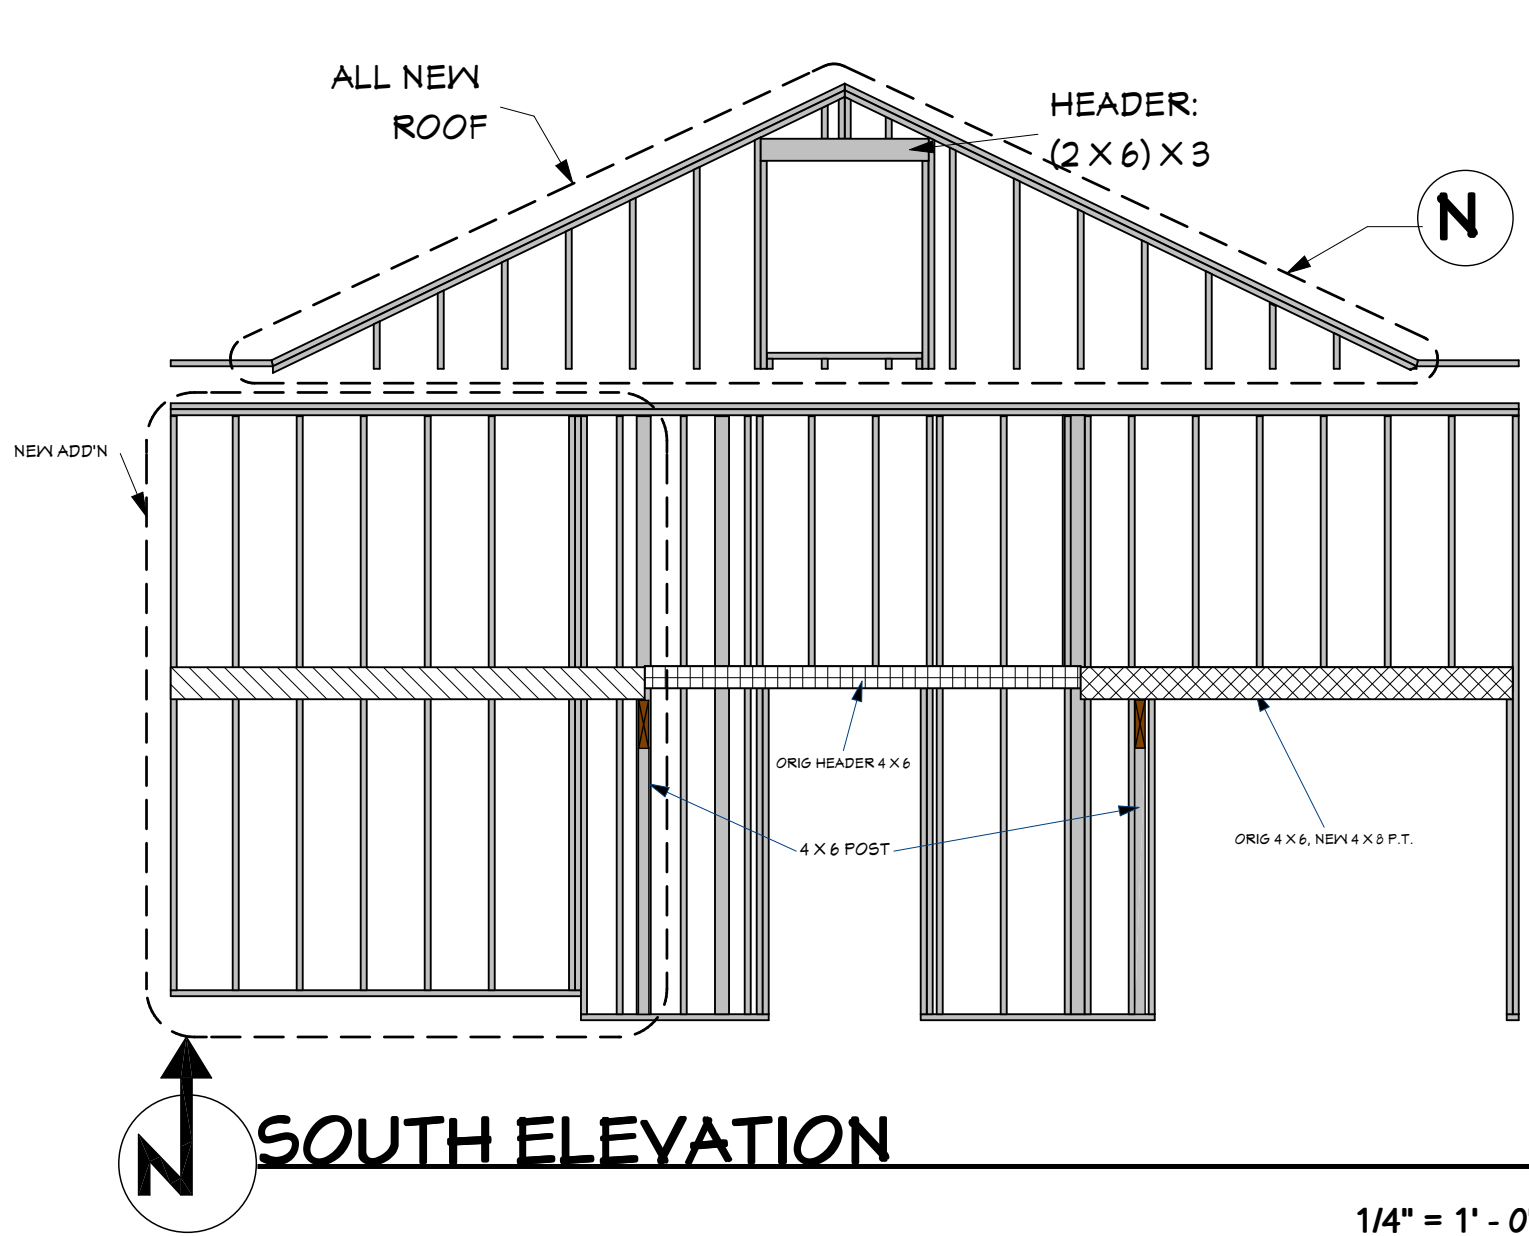 ALL NEW
ROOF
HEADER:
(2 X 6) X 3
N
NEW ADD'N
ORIG HEADER 4 X 6
4 X 6 POST
ORIG 4 X 6, NEW 4 X 8 P.T.
N
SOUTH ELEVATION
1/4" = 1' - 0"